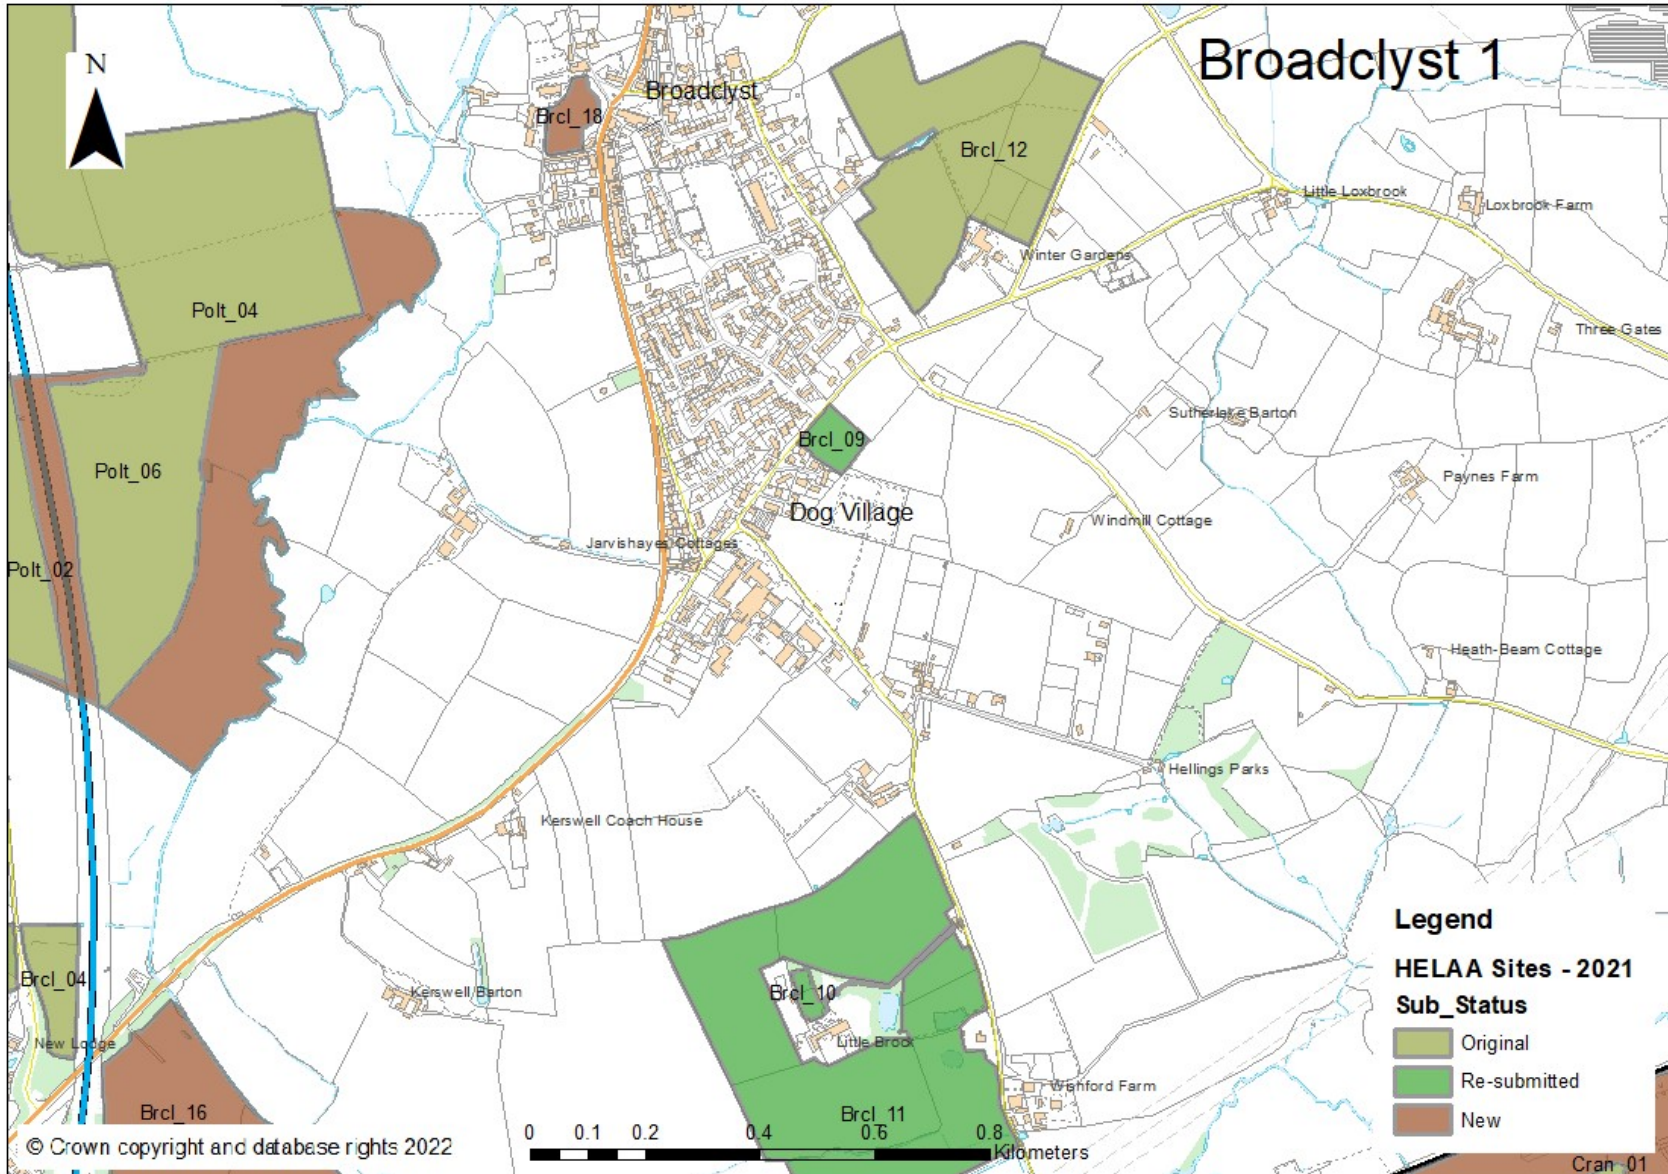 Broadclyst 1
N
Broadclyst
Brcl_18
Brcl_12
Little Loxbrook
Loxbrook Farm
Winter Gardens
Polt_04
Three Gates
Sutherlake Barton
Brcl_09
Polt_06
Paynes Farm
Dog Village
Windmill Cottage
Jarvishayes Cottages
Polt_02
Heath-Beam Cottage
Hellings Parks
Kerswell Coach House
Legend
HELAA Sites - 2021
Sub_Status
Original
Re-submitted
New
Brcl_04
Brcl_10
Kerswell Barton
New Lodge
Little Brook
Wishford Farm
Brcl_16
Brcl_11
© Crown copyright and database rights 2022
0 0.1 0.2 0.4 0.6 0.8
Kilometers
Cran_01